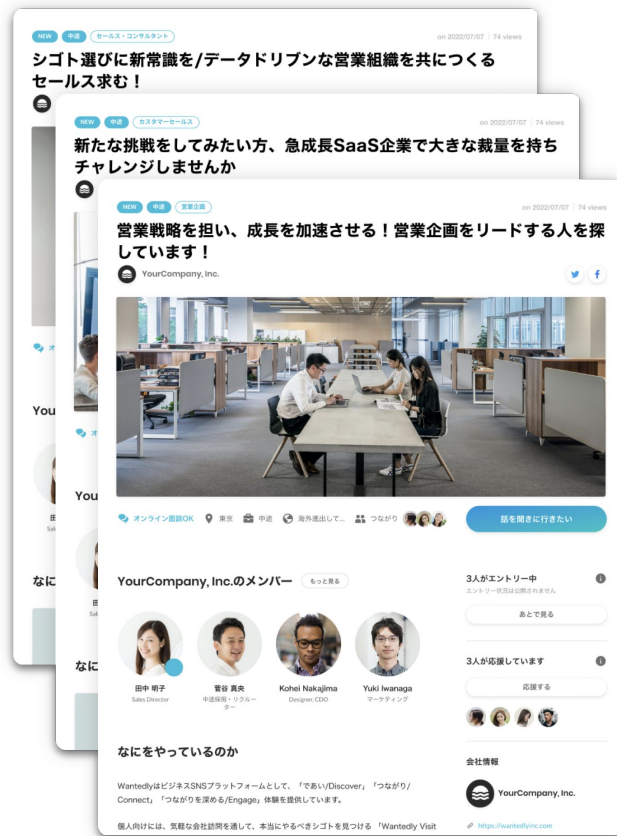 NEW 中途 セールス・コンサルタント on 2022/07/07 74 views
シゴト選びに新常識を/データドリブンな営業組織を共につくる
セールス求む！
NEW 中途 カスタマーセールス on 2022/07/07 74 views
新たな挑戦をしてみたい方、急成長SaaS企業で大きな裁量を持ち
チャレンジしませんか
NEW 中途 営業企画 on 2022/07/07 74 views
営業戦略を担い、成長を加速させる！営業企画をリードする人を探
しています！
YourCompany, Inc.
オンライン面談OK 東京 中途 海外進出して... つながり
話を聞きに行きたい
YourCompany, Inc.のメンバー もっと見る
田中 明子
Sales Director
菅谷 真央
中途採用・リクルー
ター
Kohei Nakajima
Designer, CDO
Yuki Iwanaga
マーケティング
3人がエントリー中
エントリー状況は公開されません
あとで見る
3人が応援しています
応援する
なにをやっているのか
WantedlyはビジネスSNSプラットフォームとして、「であい/Discover」「つながり/
Connect」「つながりを深める/Engage」体験を提供しています。
個人向けには、気軽な会社訪問を通して、本当にやるべきシゴトを見つける 「Wantedly Visit
会社情報
YourCompany, Inc.
https://wantedlyinc.com
You
なに
You
なに